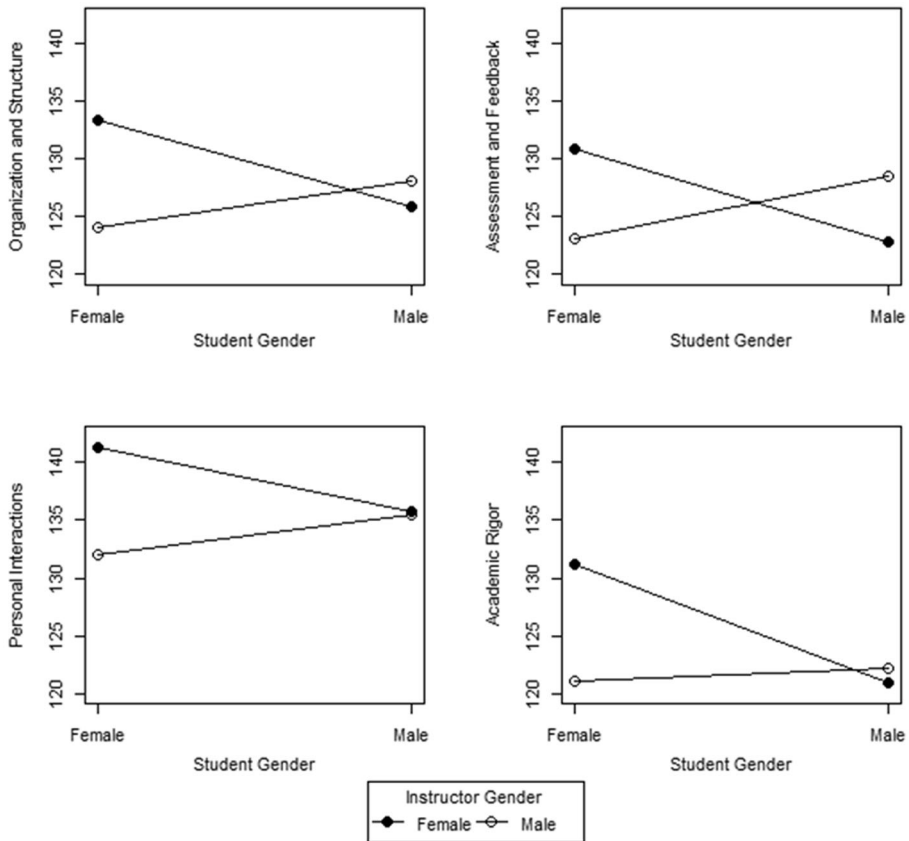 Organization and Structure
140
135
130
125
120
Female
Male
Student Gender
Assessment and Feedback
140
135
130
125
120
Female
Male
Student Gender
Personal Interactions
140
135
130
125
120
Female
Male
Student Gender
Academic Rigor
140
135
130
125
120
Female
Male
Student Gender
Instructor Gender
Female Male